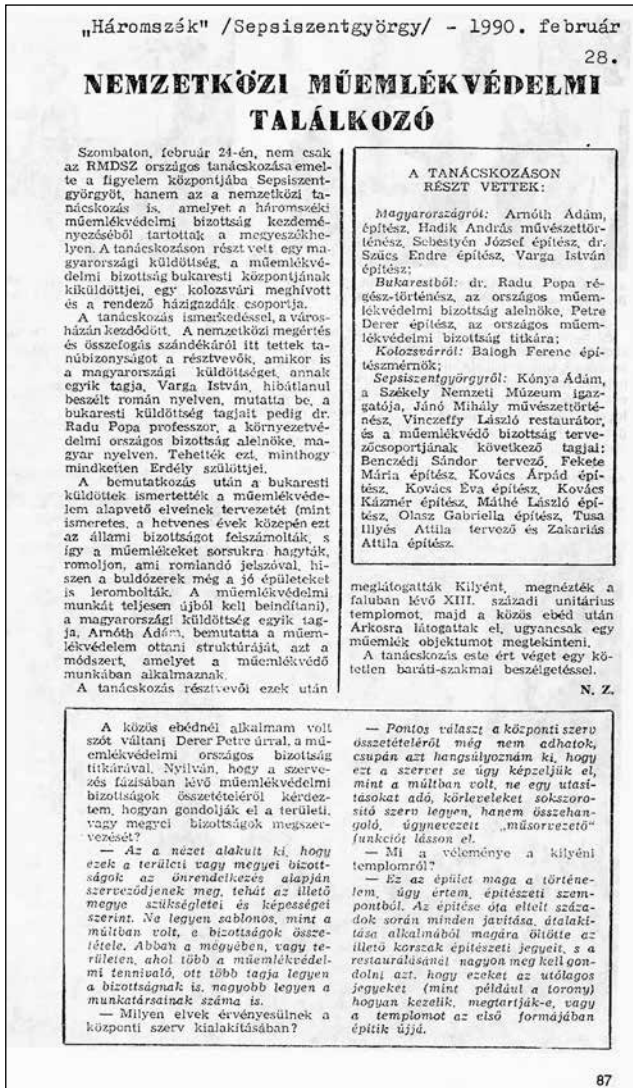 „Háromszék" /Sepsiszentgyörgy/ - 1990. február
28.
NEMZETKÖZI MŰEMLÉKVÉDELMI
TALÁLKOZÓ
Szombaton, február 24-én, nem csak
az RMDSZ országos tanácskozása emel-
te a figyelem központjába Sepsiszent-
györgyöt, hanem az a nemzetközi ta-
nácskozás is, amelyet a háromszéki
műemlékvédelmi bizottság kezdemé-
nyezéséből tartottak a megyeszékhe-
lyen. A tanácskozáson részt vett egy ma-
gyarországi küldöttség, a műemlékvé-
delmi bizottság bukaresti központjának
kiküldöttjei, egy kolozsvári meghívott
és a rendező házigazdák csoportja.
A tanácskozás ismerkedéssel, a város-
házán kezdődött. A nemzetközi megértés
és összefogás szándékáról itt tettek ta-
núbizonyságot a résztvevők, amikor is
a magyarországi küldöttséget, annak
egyik tagja, Varga István, hibátlanul
beszélt román nyelven, mutatta be, a
bukaresti küldöttség tagjait pedig dr.
Radu Popa professzor, a környezetvé-
delmi országos bizottság alelnöke, ma-
gyar nyelven. Tehették ezt, minthogy
mindketten Erdély szülöttjei.
A bemutatkozás után a bukaresti
küldöttek ismertették a műemlékvéde-
lem alapvető elveinek tervezetét (mint
ismeretes, a hetvenes évek közepén ezt
az állami bizottságot felszámolták, s
így a műemlékeket sorsukra hagyták,
romoljon, ami romlandó jelszóval, hi-
szen a buldózerek még a jó épületeket
is lerombolták. A műemlékvédelmi
munkát teljesen újból kell beindítani),
a magyarországi küldöttség egyik tag-
ja, Arnóth Ádám, bemutatta a műem-
lékvédelem ottani struktúráját, azt a
módszert, amelyet a műemlékvédő
munkában alkalmaznak.
A tanácskozás résztvevői ezek után
A TANÁCSKOZÁSON
RÉSZT VETTEK:
Magyarországról: Arnóth Ádám,
építész, Hadik András művészettör-
ténész, Sebestyén József építész, dr.
Szűcs Endre építész, Varga István
építész;
Bukarestből: dr. Radu Popa ré-
gész-történész, az országos műem-
lékvédelmi bizottság alelnöke, Petre
Derer építész, az országos műem-
lékvédelmi bizottság titkára;
Kolozsvárról: Balogh Ferenc épí-
tészmérnök;
Sepsiszentgyörgyről: Kónya Ádám,
a Székely Nemzeti Múzeum igaz-
gatója, Jánó Mihály művészettörté-
nész, Vinczeffy László restaurátor,
és a műemlékvédő bizottság terve-
zőcsoportjának következő tagjai:
Benczédi Sándor tervező, Fekete
Mária építész, Kovács Árpád épí-
tész, Kovács Éva építész, Kovács
Kázmér építész, Máthé László épí-
tész, Olasz Gabriella építész, Tusa
Illyés Attila tervező és Zakariás
Attila építész.
meglátogatták Kilyént, megnézték a
faluban lévő XIII. századi unitárius
templomot, majd a közös ebéd után
Árkosra látogattak el, ugyancsak egy
műemlék objektumot megtekinteni.
A tanácskozás este ért véget egy kö-
tetlen baráti-szakmai beszélgetéssel.
N. Z.
A közös ebédnél alkalmam volt
szót váltani Derer Petre úrral, a mű-
emlékvédelmi országos bizottság
titkárával. Nyilván, hogy a szerve-
zés fázisában lévő műemlékvédelmi
bizottságok összetételéről kérdez-
tem, hogyan gondolják el a területi,
vagy megyei bizottságok megszer-
vezését?
— Az a nézet alakult ki, hogy
ezek a területi vagy megyei bizott-
ságok az önrendelkezés alapján
szerveződjenek meg, tehát az illető
megye szükségletei és képességei
szerint. Ne legyen sablonos, mint a
múltban volt, a bizottságok össze-
tétele. Abban a megyében, vagy te-
rületen, ahol több a műemlékvédel-
mi tennivaló, ott több tagja legyen
a bizottságnak is, nagyobb legyen a
munkatársainak száma is.
— Milyen elvek érvényesülnek a
központi szerv kialakításában?
— Pontos választ a központi szerv
összetételéről még nem adhatok,
csupán azt hangsúlyoznám ki, hogy
ezt a szervet se úgy képzeljük el,
mint a múltban volt, ne egy utasí-
tásokat adó, körleveleket sokszoro-
sító szerv legyen, hanem összehan-
goló, úgynevezett „műsorvezető"
funkciót lásson el.
— Mi a véleménye a kilyéni
templomról?
— Ez az épület maga a történe-
lem, úgy értem, építészeti szem-
pontból. Az építése óta eltelt száza-
dok során minden javítása, átalakí-
tása alkalmából magára öltötte az
illető korszak építészeti jegyeit, s a
restaurálásánál nagyon meg kell gon-
dolni azt, hogy ezeket az utólagos
jegyeket (mint például a torony)
hogyan kezelik, megtartják-e, vagy
a templomot az első formájában
építik újjá.
87